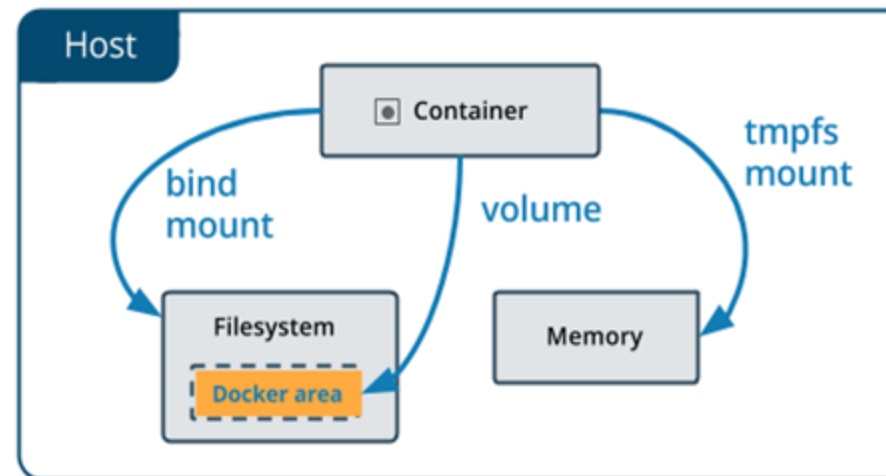 Host
Container
bind
mount
volume
tmpfs
mount
Filesystem
Docker area
Memory